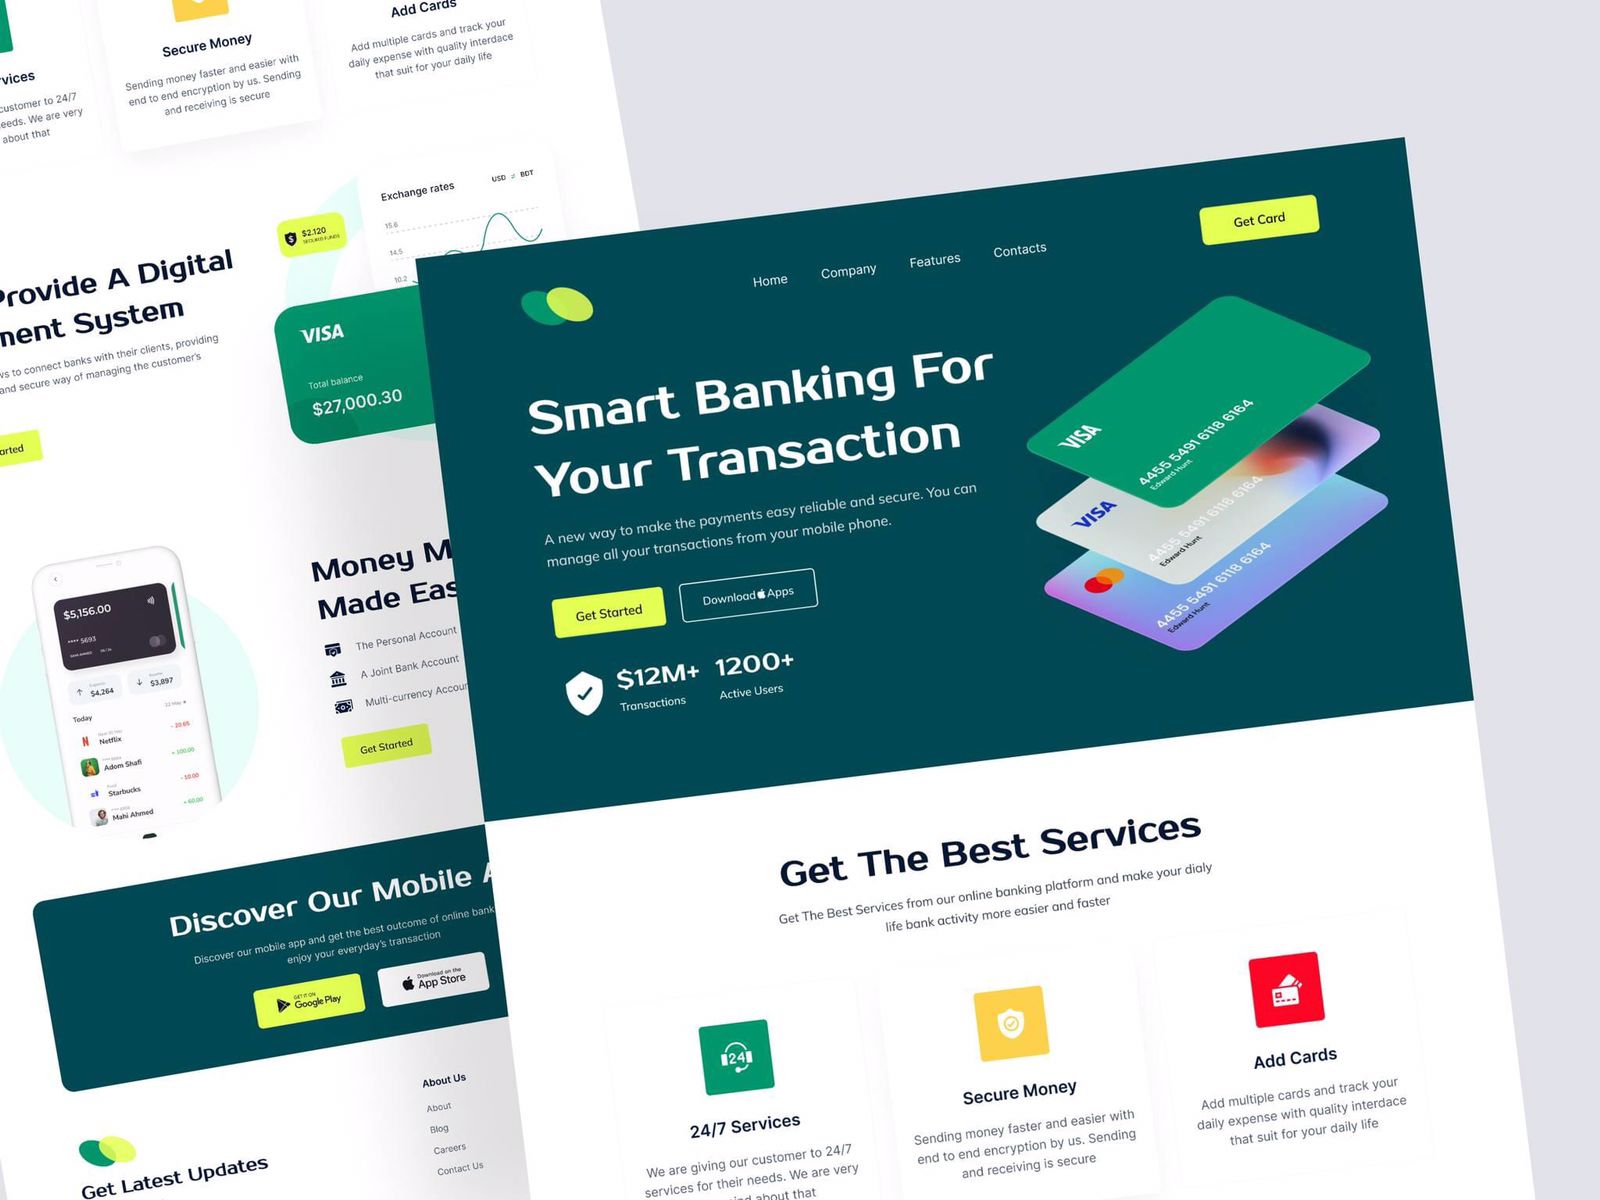 Secure Money
Sending money faster and easier with
end to end encryption by us. Sending
and receiving is secure
Add Cards
Add multiple cards and track your
daily expense with quality interdace
that suit for your daily life
rvices
customer to 24/7
eeds. We are very
about that
Provide A Digital
ment System
ws to connect banks with their clients, providing
and secure way of managing the customer's
arted
$2.120
SECURED FUNDS
Exchange rates
USD
BDT
15.6
14.5
10.2
VISA
Total balance
$27,000.30
$5,156.00
**** 5693
$4,264
$3,897
Today
12 May
Netflix
- 20.65
Adom Shafi
+ 100.00
Food
Starbucks
- 10.00
Mahi Ahmed
+ 60.00
Money M
Made Eas
The Personal Account
A Joint Bank Account
Multi-currency Accou
Get Started
Discover Our Mobile A
Discover our mobile app and get the best outcome of online bank
enjoy your everyday's transaction
GET IT ON
Google Play
Download on the
App Store
Get Latest Updates
About Us
About
Blog
Careers
Contact Us
Home
Company
Features
Contacts
Get Card
Smart Banking For
Your Transaction
A new way to make the payments easy reliable and secure. You can
manage all your transactions from your mobile phone.
Get Started
Download Apps
$12M+
Transactions
1200+
Active Users
VISA
4455 5491 6118 6164
Edward Hunt
VISA
4455 5491 6118 6164
Edward Hunt
4455 5491 6118 6164
Edward Hunt
Get The Best Services
Get The Best Services from our online banking platform and make your dialy
life bank activity more easier and faster
24
24/7 Services
We are giving our customer to 24/7
services for their needs. We are very
about that
Secure Money
Sending money faster and easier with
end to end encryption by us. Sending
and receiving is secure
Add Cards
Add multiple cards and track your
daily expense with quality interdace
that suit for your daily life